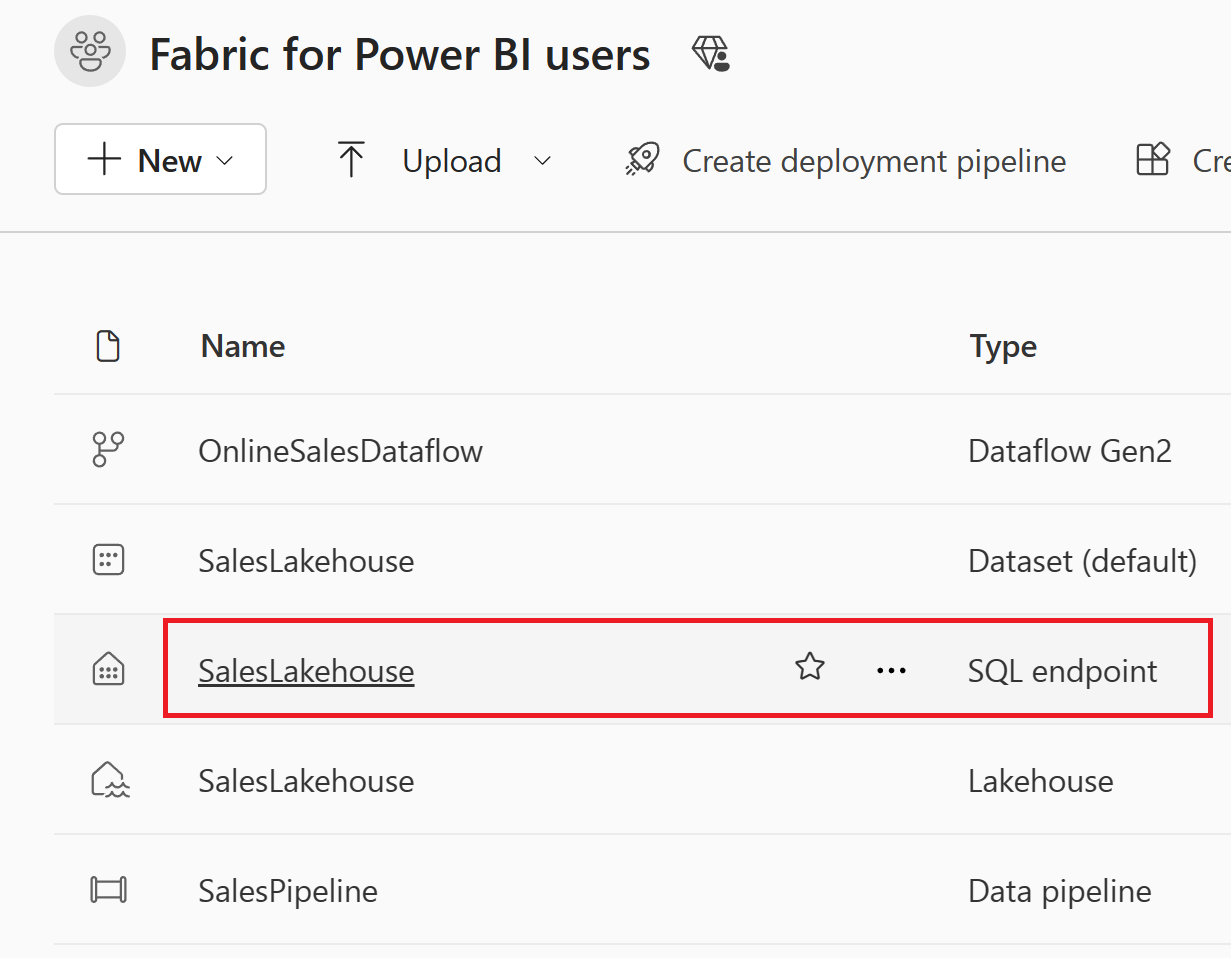 Fabric for Power BI users
New Upload Create deployment pipeline Cre
Name Type
OnlineSalesDataflow Dataflow Gen2
SalesLakehouse Dataset (default)
SalesLakehouse SQL endpoint
SalesLakehouse Lakehouse
SalesPipeline Data pipeline